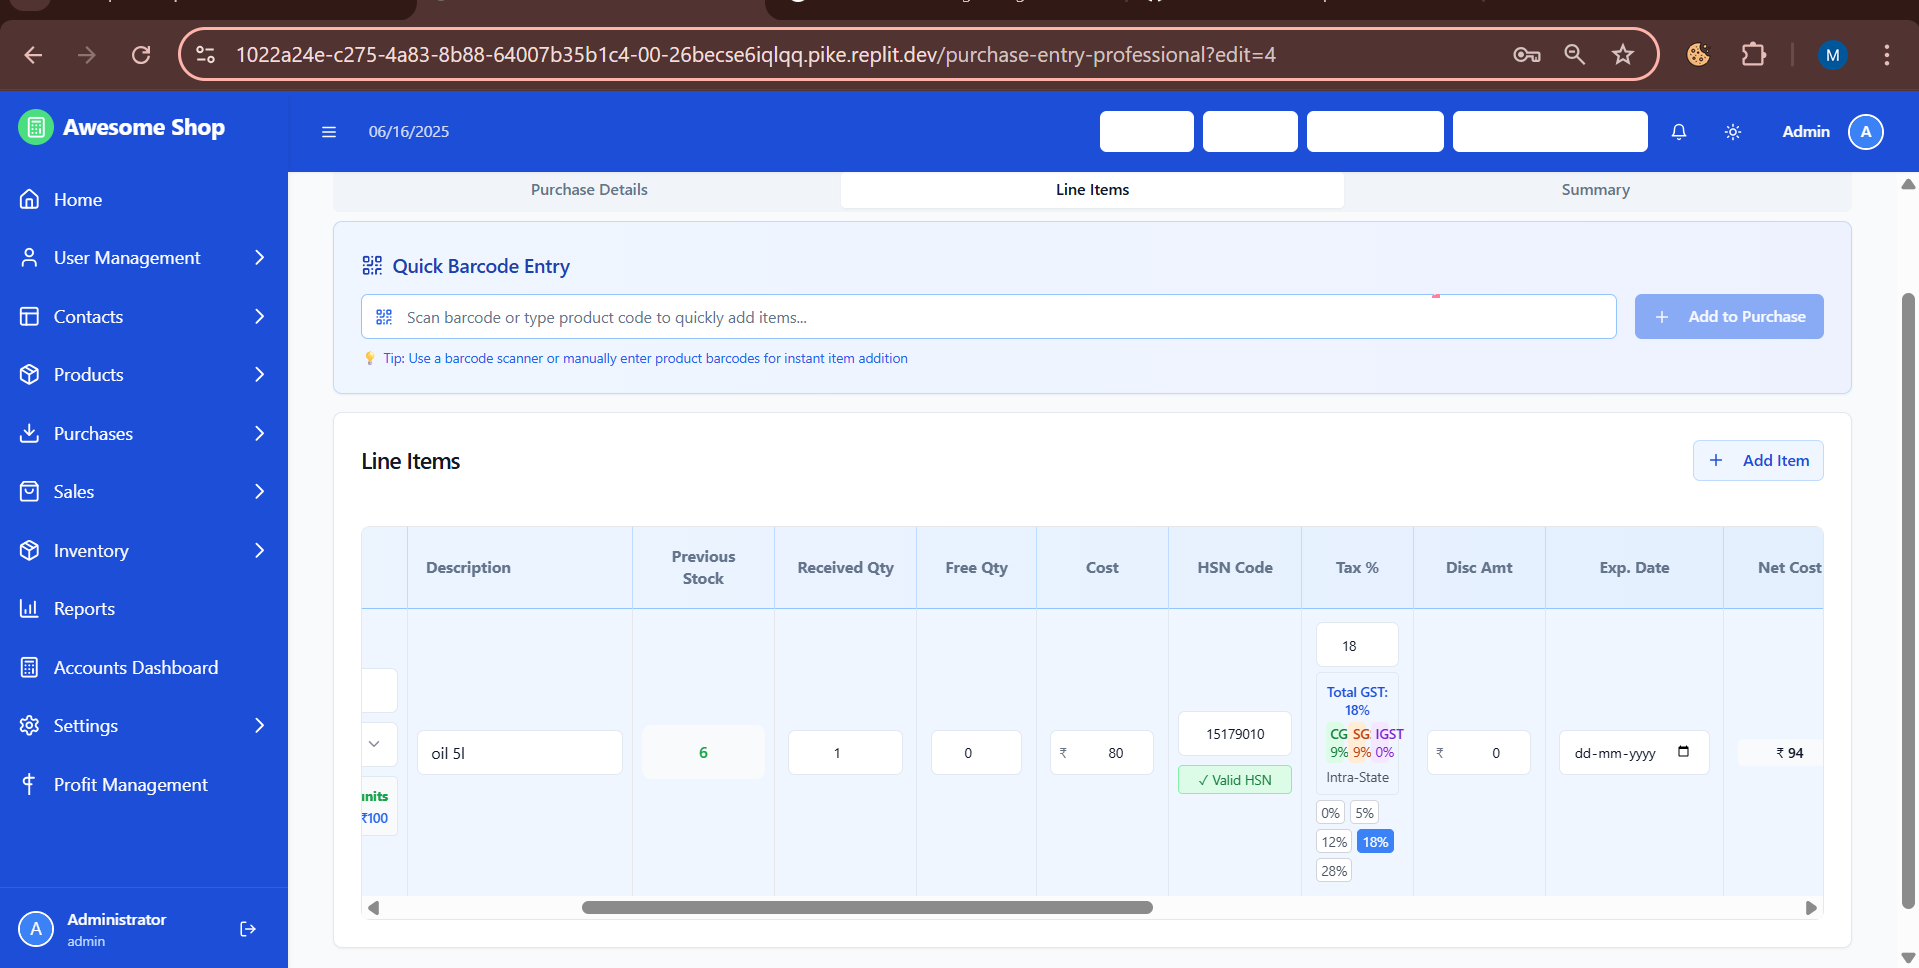 1022a24e-c275-4a83-8b88-64007b35b1c4-00-26becse6iqlqq.pike.replit.dev/purchase-entry-professional?edit=4
M
Awesome Shop
06/16/2025
Admin
A
Home
User Management
Contacts
Products
Purchases
Sales
Inventory
Reports
Accounts Dashboard
Settings
Profit Management
A
Administrator
admin
Purchase Details
Line Items
Summary
Quick Barcode Entry
Scan barcode or type product code to quickly add items...
+ Add to Purchase
Tip: Use a barcode scanner or manually enter product barcodes for instant item addition
Line Items
+ Add Item
Description
Previous
Stock
Received Qty
Free Qty
Cost
HSN Code
Tax %
Disc Amt
Exp. Date
Net Cost
₹100
oil 5l
6
1
0
₹ 80
15179010
✓ Valid HSN
18
Total GST:
18%
CG SG IGST
9% 9% 0%
Intra-State
0% 5%
12% 18%
28%
₹ 0
dd-mm-yyyy
₹ 94